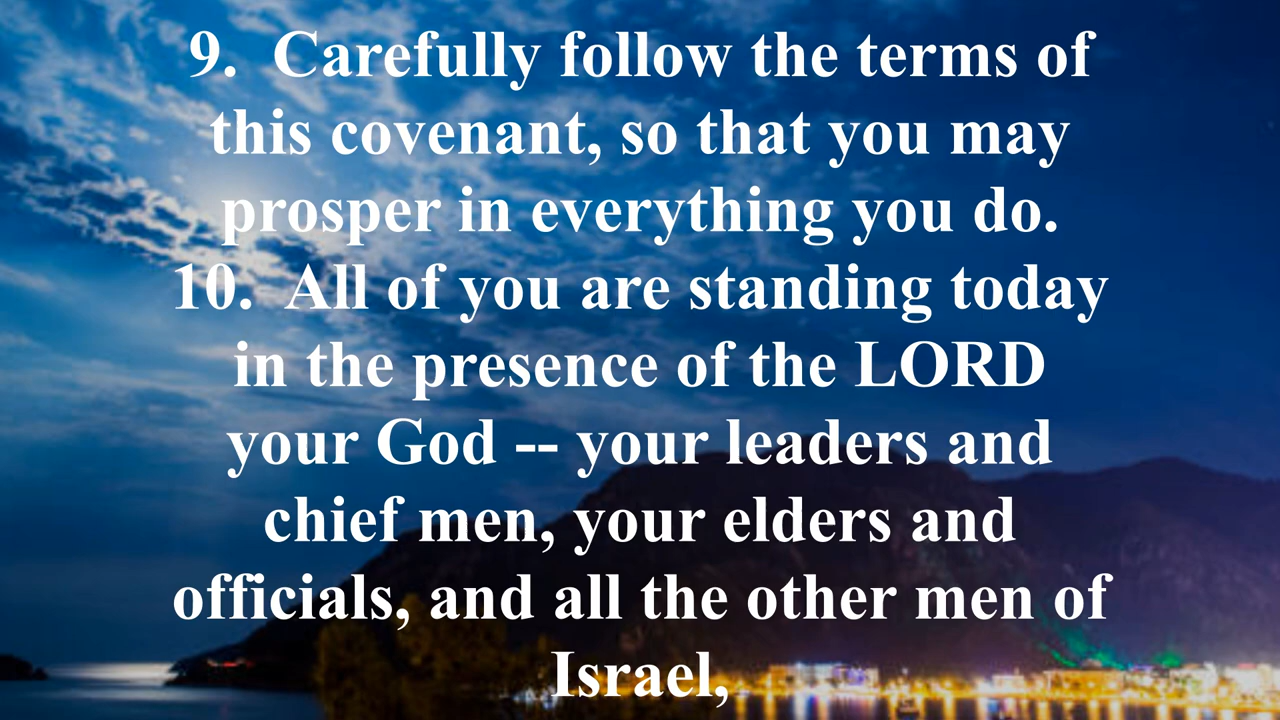 9.  Carefully follow the terms of
this covenant, so that you may
prosper in everything you do.
10.  All of you are standing today
in the presence of the LORD
your God -- your leaders and
chief men, your elders and
officials, and all the other men of
Israel,